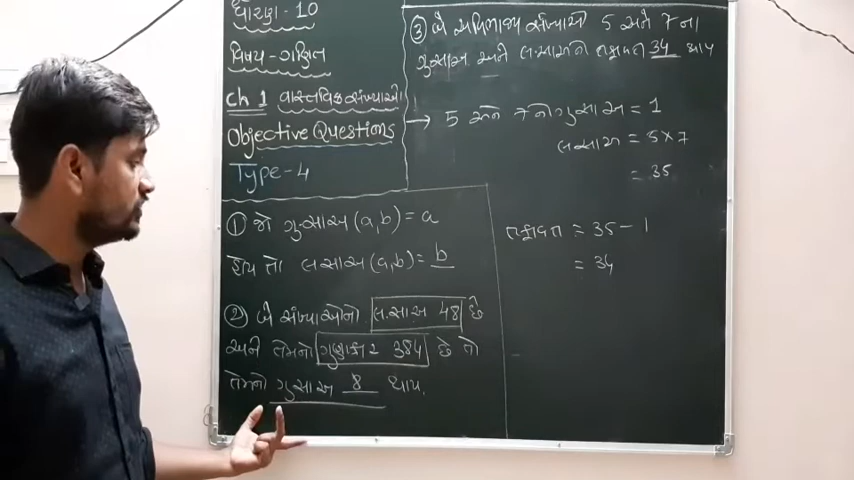 ધોરણ-10
વિષય-ગણિત
Ch 1 વાસ્તવિક સંખ્યાઓ
Objective Questions
Type-4
① જો ગુ.સા.અ (a,b) = a
હોય તો લ.સા.અ (a,b) = b
② બે સંખ્યાઓનો લ.સા.અ 48 છે
અને તેમનો ગુણાકાર 384 છે તો
તેમનો ગુ.સા.અ 8 થાય.
③ બે અવિભાજ્ય સંખ્યાઓ 5 અને 7 ના
ગુ.સા.અ અને લ.સા.અનો તફાવત 34 થાય
→ 5 અને 7 નો ગુ.સા.અ = 1
લ.સા.અ = 5 × 7
= 35
તફાવત = 35 - 1
= 34